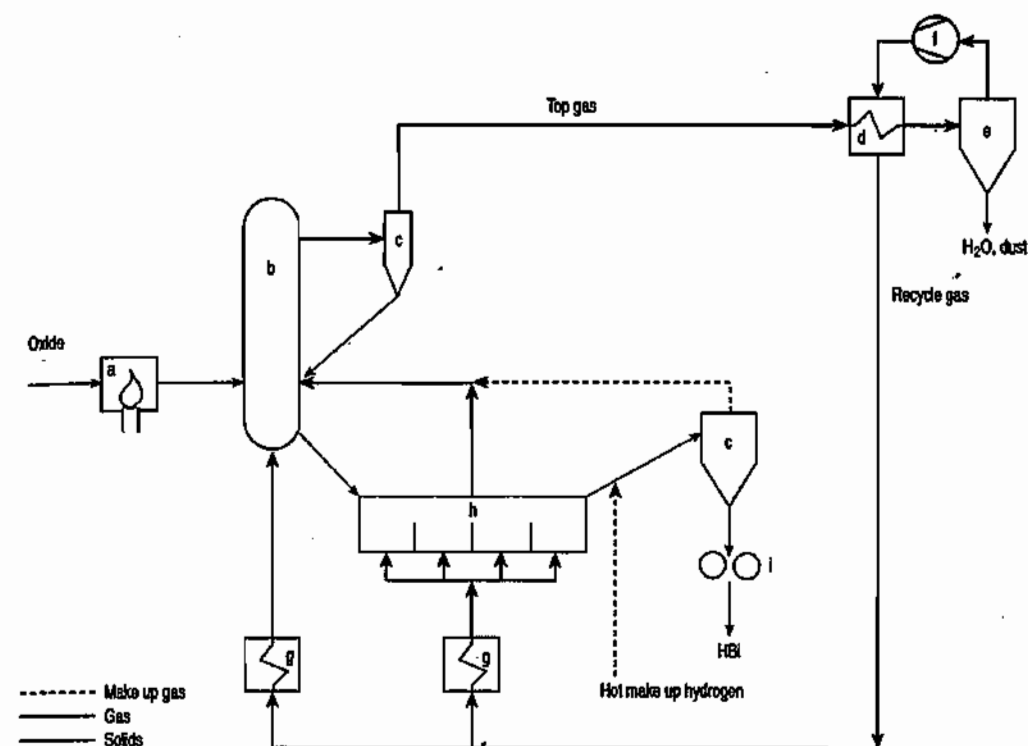 f
Top gas
d
e
H₂O, dust
b
c
Recycle gas
Oxide
a
c
h
i
HBI
g
g
Hot make up hydrogen
Make up gas
Gas
Solids